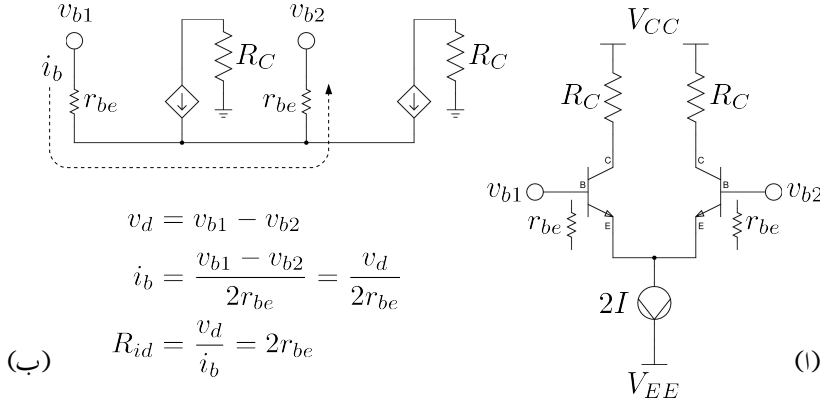 v_{b1}
v_{b2}
i_b
r_{be}
R_C
r_{be}
R_C
v_d = v_{b1} - v_{b2}
i_b = \frac{v_{b1} - v_{b2}}{2r_{be}} = \frac{v_d}{2r_{be}}
R_{id} = \frac{v_d}{i_b} = 2r_{be}
(ب)
V_{CC}
R_C
R_C
C
C
v_{b1}
B
B
v_{b2}
r_{be}
E
E
r_{be}
2I
V_{EE}
(ا)